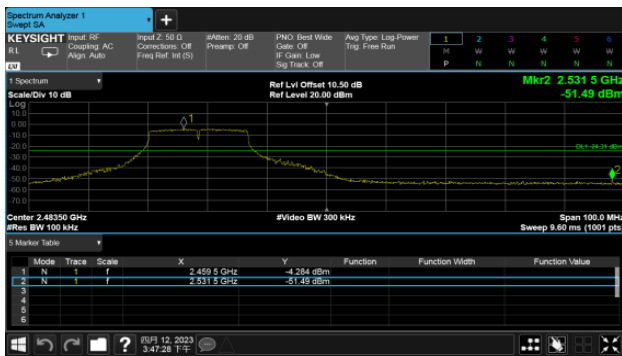 Spectrum Analyzer 1
Swept SA
KEYSIGHT Input: RF Input Z: 50 Ω #Atten: 20 dB PNO: Best Wide Avg Type: Log-Power 1 2 3 4 5 6
RL Coupling: AC Corrections: Off Preamp: Off Gate: Off Trig: Free Run M W W W W W
Align: Auto Freq Ref: Int (S) IF Gain: Low P N N N N N
Sig Track: Off
LXI
1 Spectrum Ref Lvl Offset 10.50 dB Mkr2 2.531 5 GHz
Scale/Div 10 dB Ref Level 20.00 dBm -51.49 dBm
Log
10.0
0.00
-10.0
-20.0
-30.0
-40.0
-50.0
-60.0
-70.0
1
DL1 -24.31 dBm
2
Center 2.48350 GHz #Video BW 300 kHz Span 100.0 MHz
#Res BW 100 kHz Sweep 9.60 ms (1001 pts)
5 Marker Table
Mode Trace Scale X Y Function Function Width Function Value
1 N 1 f 2.459 5 GHz -4.284 dBm
2 N 1 f 2.531 5 GHz -51.49 dBm
3
4
5
6
? 四月 12, 2023
3:47:28 下午